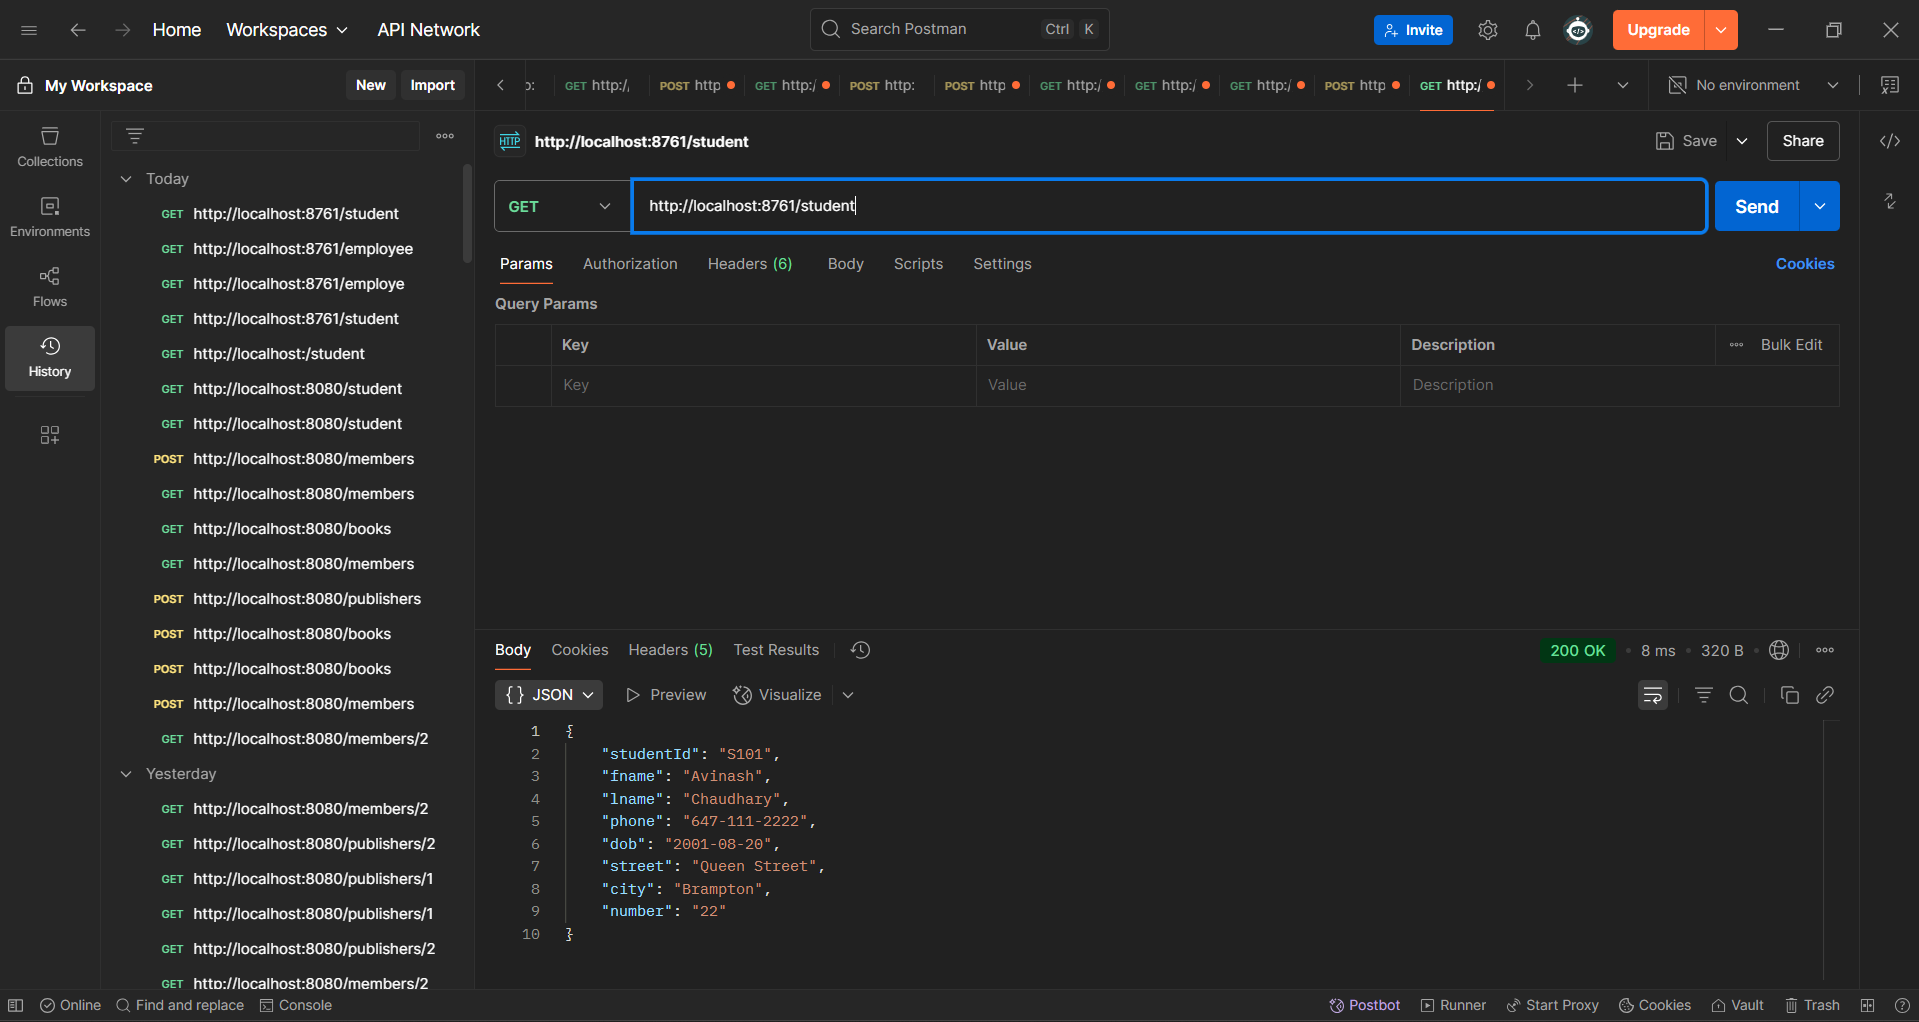 Home Workspaces API Network Search Postman Ctrl K Invite Upgrade
My Workspace New Import GET http:/, POST http GET http:/ POST http: POST http GET http:/ GET http:/ GET http:/ POST http GET http:/ No environment
Collections
Environments
Flows
History
Today
GET http://localhost:8761/student
GET http://localhost:8761/employee
GET http://localhost:8761/employe
GET http://localhost:8761/student
GET http://localhost:/student
GET http://localhost:8080/student
GET http://localhost:8080/student
POST http://localhost:8080/members
GET http://localhost:8080/members
GET http://localhost:8080/books
GET http://localhost:8080/members
POST http://localhost:8080/publishers
POST http://localhost:8080/books
POST http://localhost:8080/books
POST http://localhost:8080/members
GET http://localhost:8080/members/2
Yesterday
GET http://localhost:8080/members/2
GET http://localhost:8080/publishers/2
GET http://localhost:8080/publishers/1
GET http://localhost:8080/publishers/1
GET http://localhost:8080/publishers/2
GET http://localhost:8080/members/2
HTTP http://localhost:8761/student Save Share
GET http://localhost:8761/student Send
Params Authorization Headers (6) Body Scripts Settings Cookies
Query Params
Key Value Description Bulk Edit
Key Value Description
Body Cookies Headers (5) Test Results 200 OK 8 ms 320 B
{} JSON Preview Visualize
1 {
2 "studentId": "S101",
3 "fname": "Avinash",
4 "lname": "Chaudhary",
5 "phone": "647-111-2222",
6 "dob": "2001-08-20",
7 "street": "Queen Street",
8 "city": "Brampton",
9 "number": "22"
10 }
Online Find and replace Console Postbot Runner Start Proxy Cookies Vault Trash